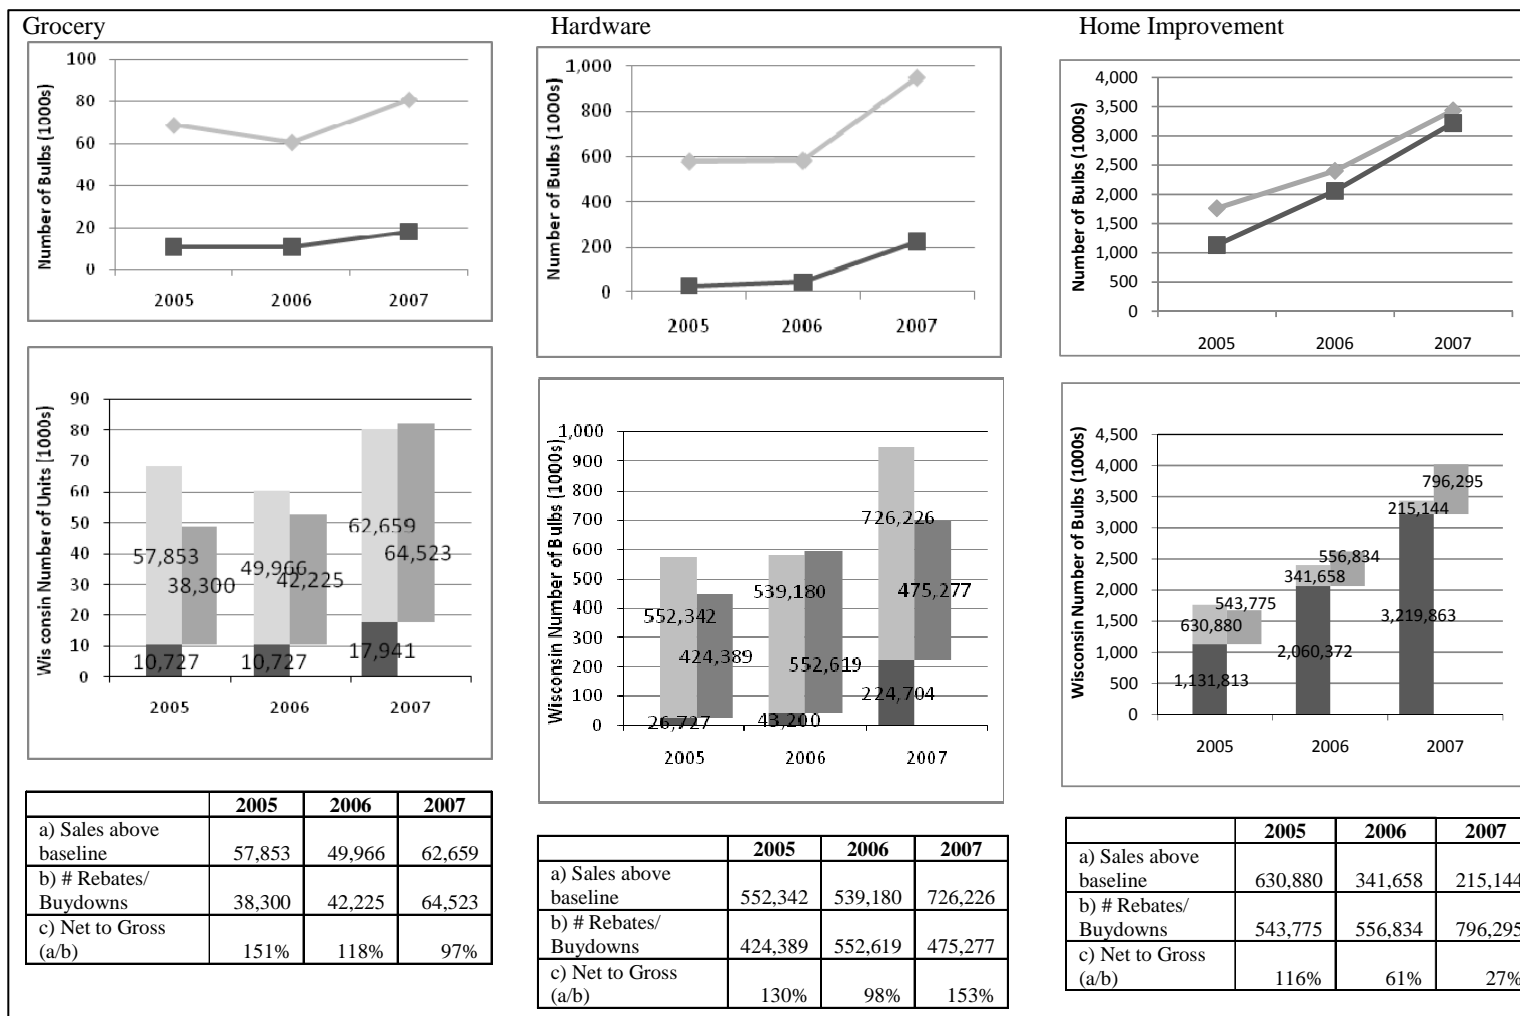 Grocery
Hardware
Home Improvement
Number of Bulbs (1000s)
100
80
60
40
20
0
2005 2006 2007
Number of Bulbs (1000s)
1,000
800
600
400
200
0
2005 2006 2007
Number of Bulbs (1000s)
4,000
3,500
3,000
2,500
2,000
1,500
1,000
500
0
2005 2006 2007
Wisconsin Number of Units (1000s)
90
80
70
60
50
40
30
20
10
0
57,853
38,300
10,727
49,966
42,225
10,727
62,659
64,523
17,941
2005 2006 2007
Wisconsin Number of Bulbs (1000s)
1,000
900
800
700
600
500
400
300
200
100
0
552,342
424,389
26,727
539,180
552,619
43,200
726,226
475,277
224,704
2005 2006 2007
Wisconsin Number of Bulbs (1000s)
4,500
4,000
3,500
3,000
2,500
2,000
1,500
1,000
500
0
543,775
630,880
1,131,813
556,834
341,658
2,060,372
796,295
215,144
3,219,863
2005 2006 2007
2005 2006 2007
a) Sales above
baseline 57,853 49,966 62,659
b) # Rebates/
Buydowns 38,300 42,225 64,523
c) Net to Gross
(a/b) 151% 118% 97%
2005 2006 2007
a) Sales above
baseline 552,342 539,180 726,226
b) # Rebates/
Buydowns 424,389 552,619 475,277
c) Net to Gross
(a/b) 130% 98% 153%
2005 2006 2007
a) Sales above
baseline 630,880 341,658 215,144
b) # Rebates/
Buydowns 543,775 556,834 796,295
c) Net to Gross
(a/b) 116% 61% 27%